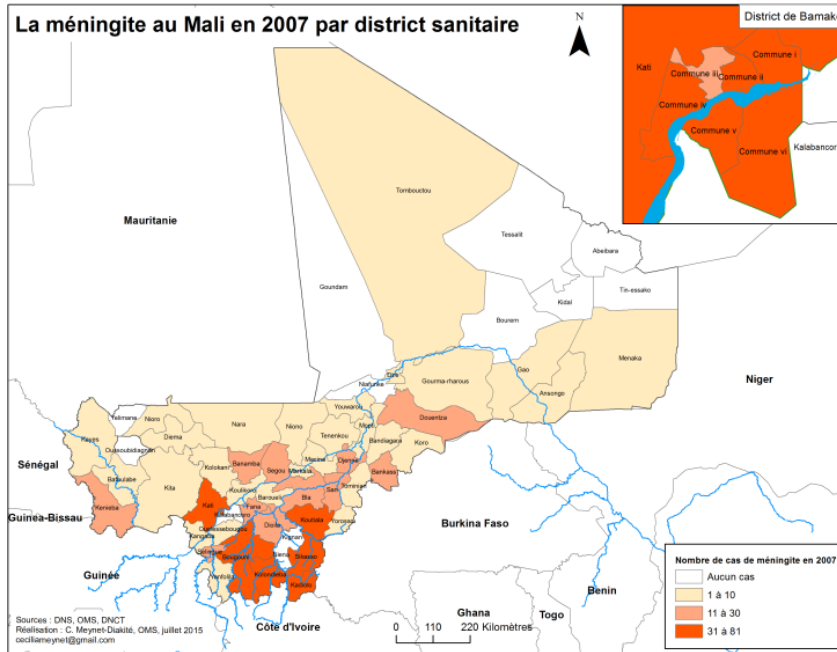 La méningite au Mali en 2007 par district sanitaire
N
District de Bamako
Kati
Commune i
Commune iii
Commune ii
Commune iv
Commune v
Commune vi
Kalabancor
Tombouctou
Mauritanie
Tessalit
Abeibara
Goundam
Kidal
Tin-essako
Bourem
Menaka
Niger
Niafunke
Dire
Gourma-rharous
Gao
Ansongo
Youwarou
Douentza
Yelimane
Nioro
Nara
Niono
Mopti
Kayes
Diema
Tenenkou
Bandiagara
Koro
Oussoubidiagnan
Sénégal
Kolokani
Banamba
Segou
Markala
Macina
Djenne
Bankass
Bafoulabe
Kita
Koulikoro
Baroueli
San
Tominian
Kenieba
Kati
Bla
Guinea-Bissau
Kalabancoro
Fana
Ouelessebougou
Dioila
Koutiala
Yorosso
Burkina Faso
Kangaba
Kignan
Selingue
Bougouni
Niena
Sikasso
Guinée
Yanfolila
Kolondieba
Kadiolo
Benin
Ghana
Togo
Côte d'Ivoire
Sources : DNS, OMS, DNCT
Réalisation : C. Meynet-Diakité, OMS, juillet 2015
ceciliameynet@gmail.com
0 110 220 Kilomètres
Nombre de cas de méningite en 2007
Aucun cas
1 à 10
11 à 30
31 à 81